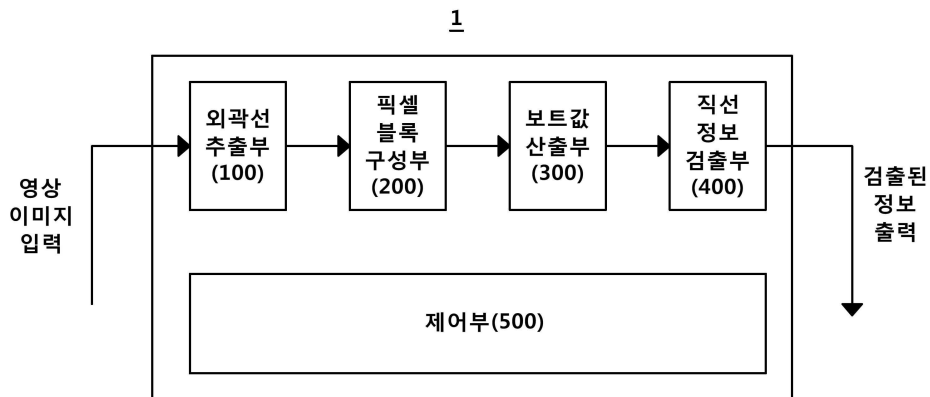 1
외곽선
추출부
(100)
픽셀
블록
구성부
(200)
보트값
산출부
(300)
직선
정보
검출부
(400)
영상
이미지
입력
검출된
정보
출력
제어부(500)